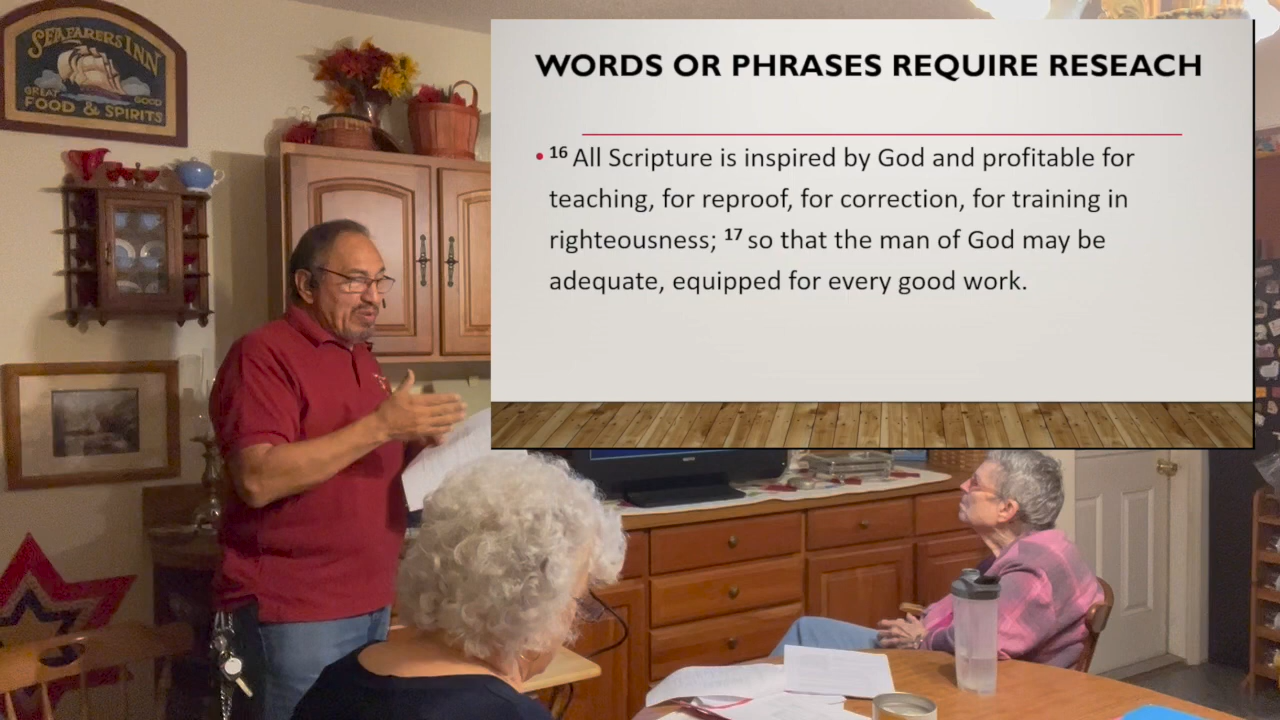 SEAFARERS INN
GREAT GOOD
FOOD & SPIRITS
WORDS OR PHRASES REQUIRE RESEACH
• 16 All Scripture is inspired by God and profitable for
teaching, for reproof, for correction, for training in
righteousness; 17 so that the man of God may be
adequate, equipped for every good work.